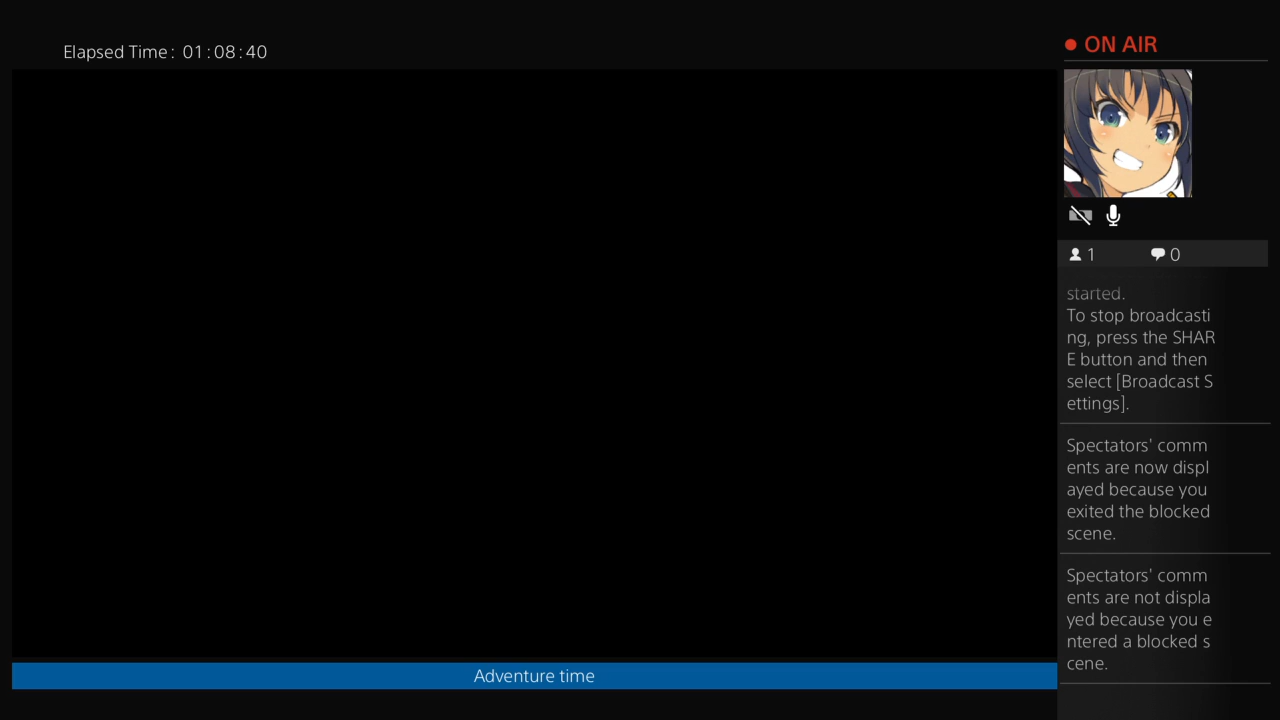 Elapsed Time: 01:08:40
ON AIR
1 0
started.
To stop broadcasti
ng, press the SHAR
E button and then
select [Broadcast S
ettings].
Spectators' comm
ents are now displ
ayed because you
exited the blocked
scene.
Spectators' comm
ents are not displa
yed because you e
ntered a blocked s
cene.
Adventure time